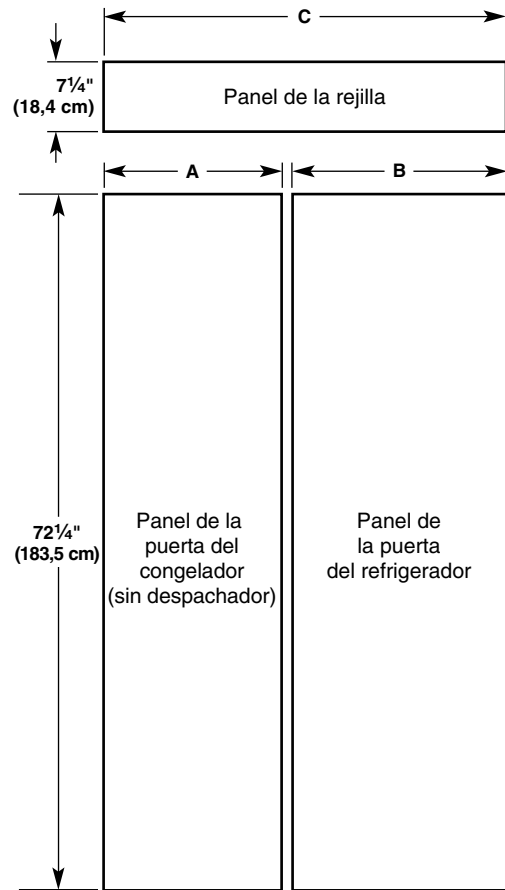 C
7¼"
(18,4 cm)
Panel de la rejilla
A
B
72¼"
(183,5 cm)
Panel de la
puerta del
congelador
(sin despachador)
Panel de
la puerta
del refrigerador